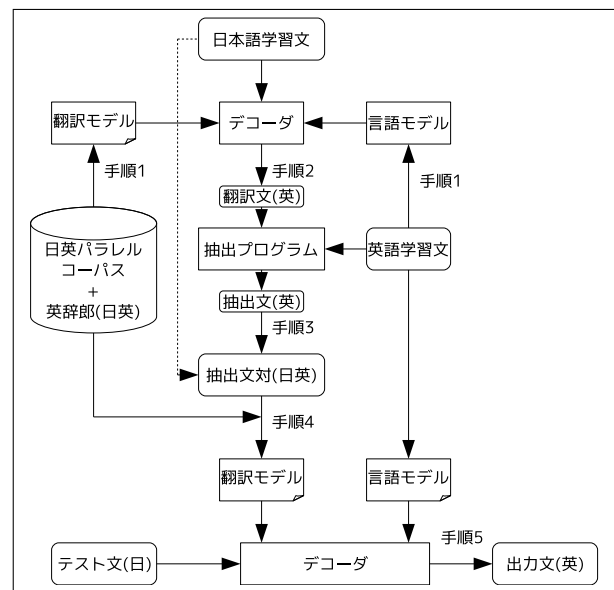 日本語学習文
翻訳モデル
デコーダ
言語モデル
手順1
手順2
手順1
翻訳文(英)
日英パラレル
コーパス
+
英辞郎(日英)
抽出プログラム
英語学習文
抽出文(英)
手順3
抽出文対(日英)
手順4
翻訳モデル
言語モデル
手順5
テスト文(日)
デコーダ
出力文(英)